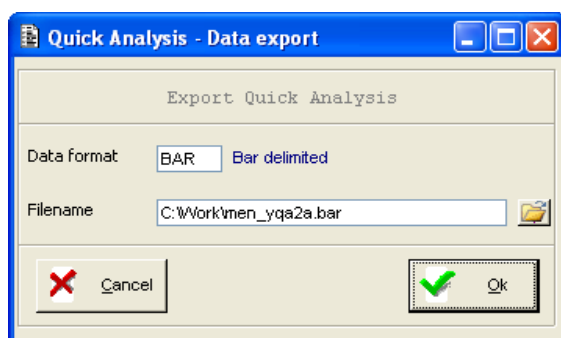 Quick Analysis - Data export
Export Quick Analysis
Data format BAR Bar delimited
Filename C:\Work\men_yqa2a.bar
Cancel Ok